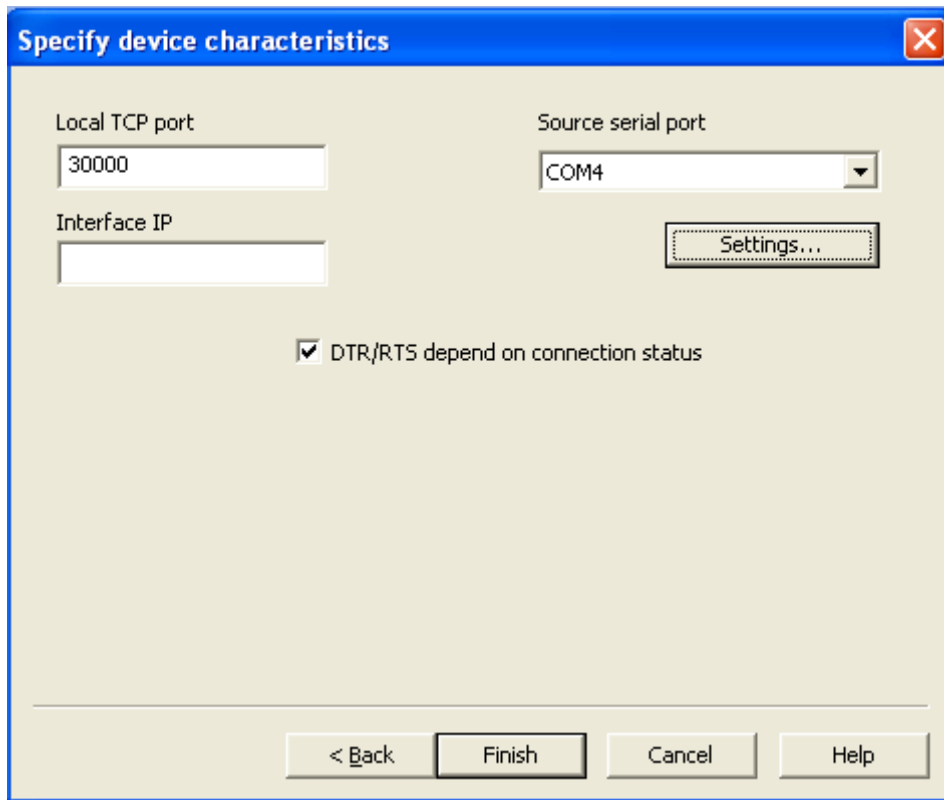 Specify device characteristics
Local TCP port
Source serial port
30000
COM4
Interface IP
Settings...
DTR/RTS depend on connection status
< Back
Finish
Cancel
Help